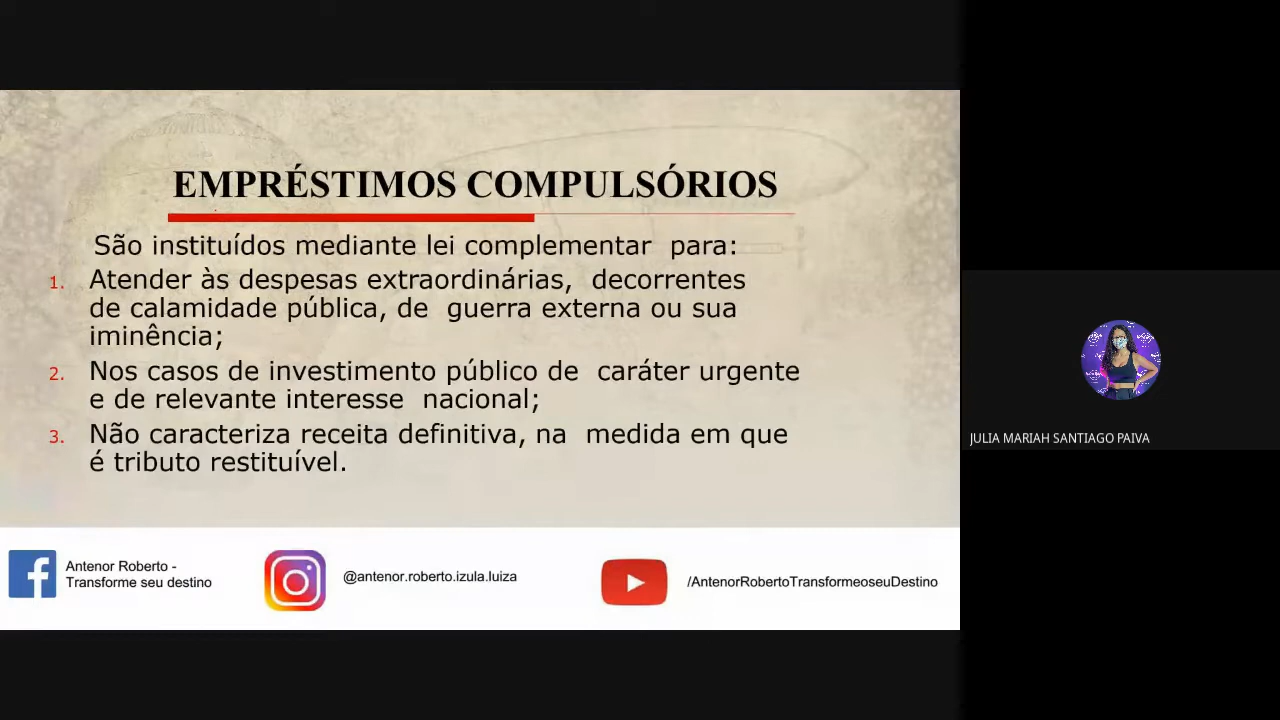 EMPRÉSTIMOS COMPULSÓRIOS
São instituídos mediante lei complementar para:
1. Atender às despesas extraordinárias, decorrentes
de calamidade pública, de guerra externa ou sua
iminência;
2. Nos casos de investimento público de caráter urgente
e de relevante interesse nacional;
3. Não caracteriza receita definitiva, na medida em que
é tributo restituível.
Antenor Roberto -
Transforme seu destino
@antenor.roberto.izula.luiza
/AntenorRobertoTransformeoseuDestino
JULIA MARIAH SANTIAGO PAIVA